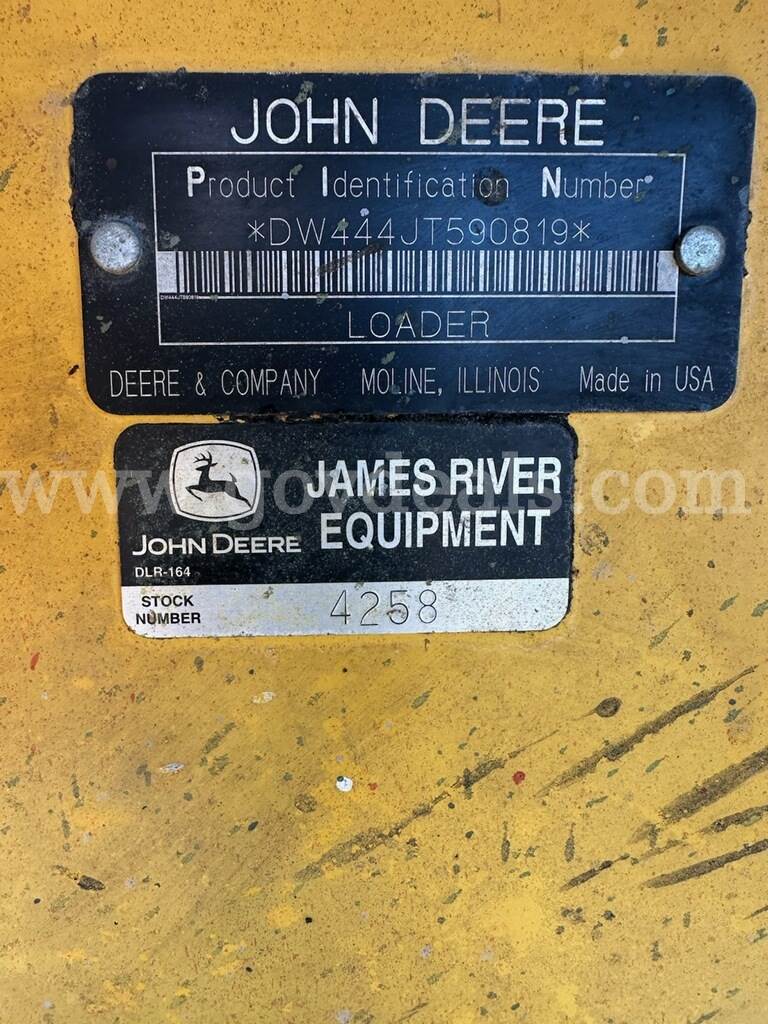 JOHN DEERE
Product Identification Number
*DW444JT590819*
DW444JT590819
LOADER
DEERE & COMPANY MOLINE, ILLINOIS Made in USA
www.govdeals.com
JAMES RIVER
EQUIPMENT
JOHN DEERE
DLR-164
STOCK
NUMBER
4258